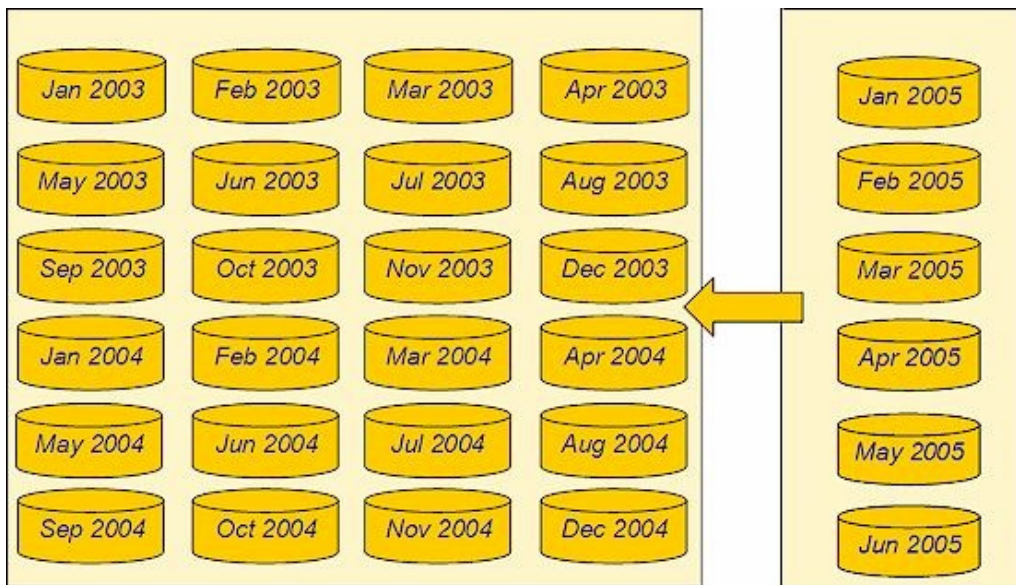 Jan 2003 Feb 2003 Mar 2003 Apr 2003
May 2003 Jun 2003 Jul 2003 Aug 2003
Sep 2003 Oct 2003 Nov 2003 Dec 2003
Jan 2004 Feb 2004 Mar 2004 Apr 2004
May 2004 Jun 2004 Jul 2004 Aug 2004
Sep 2004 Oct 2004 Nov 2004 Dec 2004
Jan 2005
Feb 2005
Mar 2005
Apr 2005
May 2005
Jun 2005